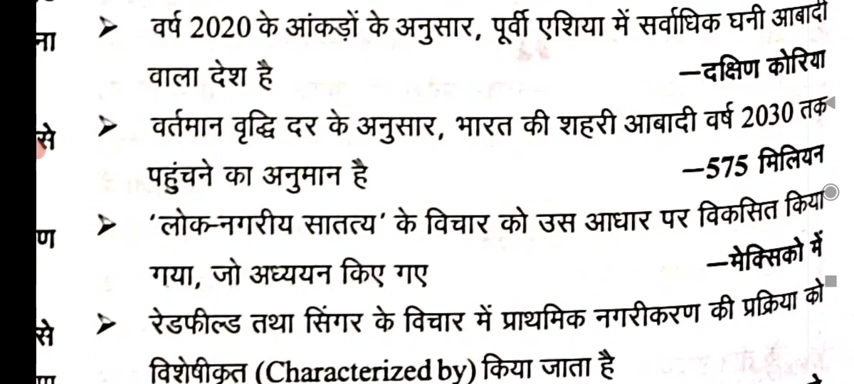 ना ➢ वर्ष 2020 के आंकड़ों के अनुसार, पूर्वी एशिया में सर्वाधिक घनी आबादी
वाला देश है —दक्षिण कोरिया
से ➢ वर्तमान वृद्धि दर के अनुसार, भारत की शहरी आबादी वर्ष 2030 तक
पहुंचने का अनुमान है —575 मिलियन
ण ➢ 'लोक-नगरीय सातत्य' के विचार को उस आधार पर विकसित किया
गया, जो अध्ययन किए गए —मेक्सिको में
से ➢ रेडफील्ड तथा सिंगर के विचार में प्राथमिक नगरीकरण की प्रक्रिया को
विशेषीकृत (Characterized by) किया जाता है